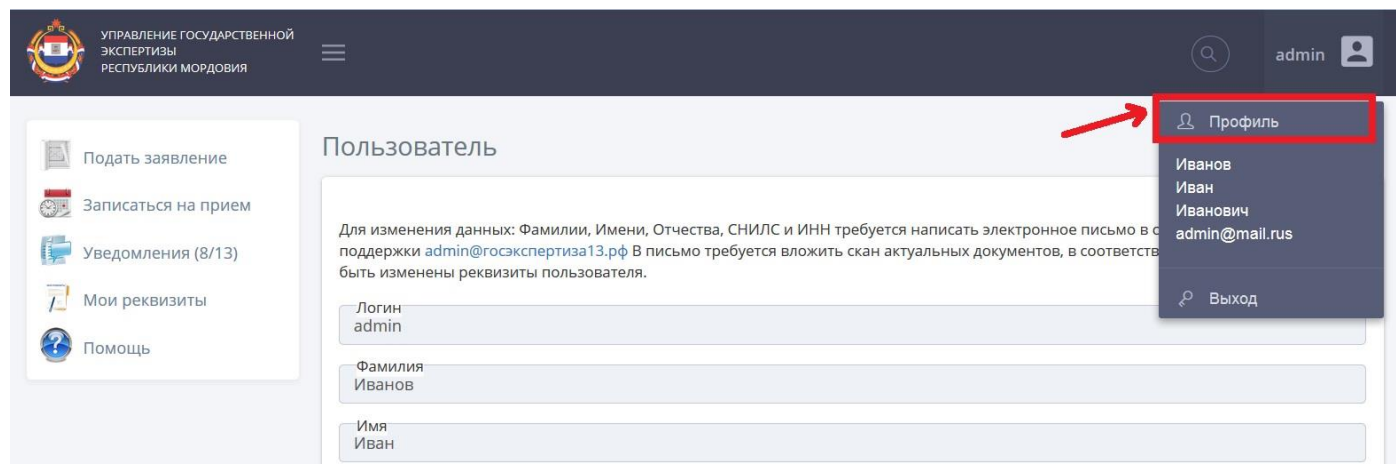 УПРАВЛЕНИЕ ГОСУДАРСТВЕННОЙ
ЭКСПЕРТИЗЫ
РЕСПУБЛИКИ МОРДОВИЯ
admin
Профиль
Иванов
Иван
Иванович
admin@mail.rus
Выход
Подать заявление
Записаться на прием
Уведомления (8/13)
Мои реквизиты
Помощь
Пользователь
Для изменения данных: Фамилии, Имени, Отчества, СНИЛС и ИНН требуется написать электронное письмо в
поддержки admin@госэкспертиза13.рф В письмо требуется вложить скан актуальных документов, в
быть изменены реквизиты пользователя.
Логин
admin
Фамилия
Иванов
Имя
Иван